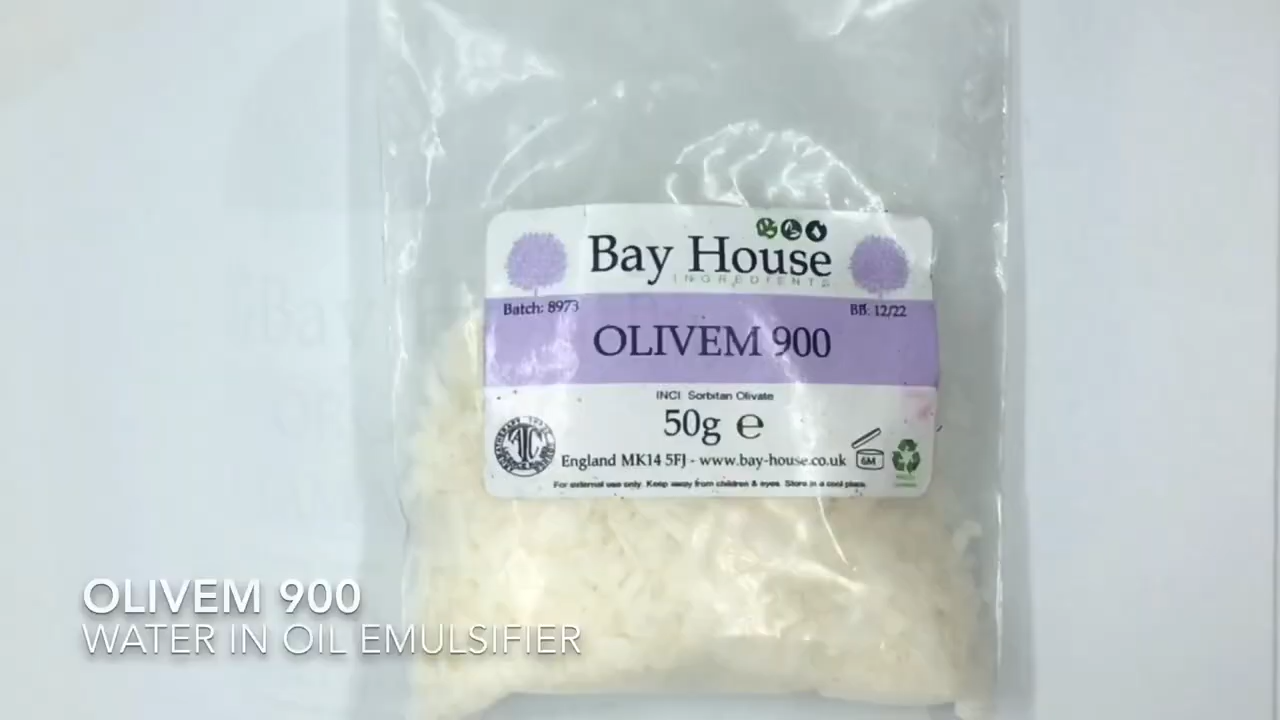 Bay House
INGREDIENTS
Batch: 8973
BB: 12/22
OLIVEM 900
INCI Sorbitan Olivate
50g ℮
England MK14 5FJ - www.bay-house.co.uk
6M
For external use only. Keep away from children & eyes. Store in a cool place.
OLIVEM 900
WATER IN OIL EMULSIFIER